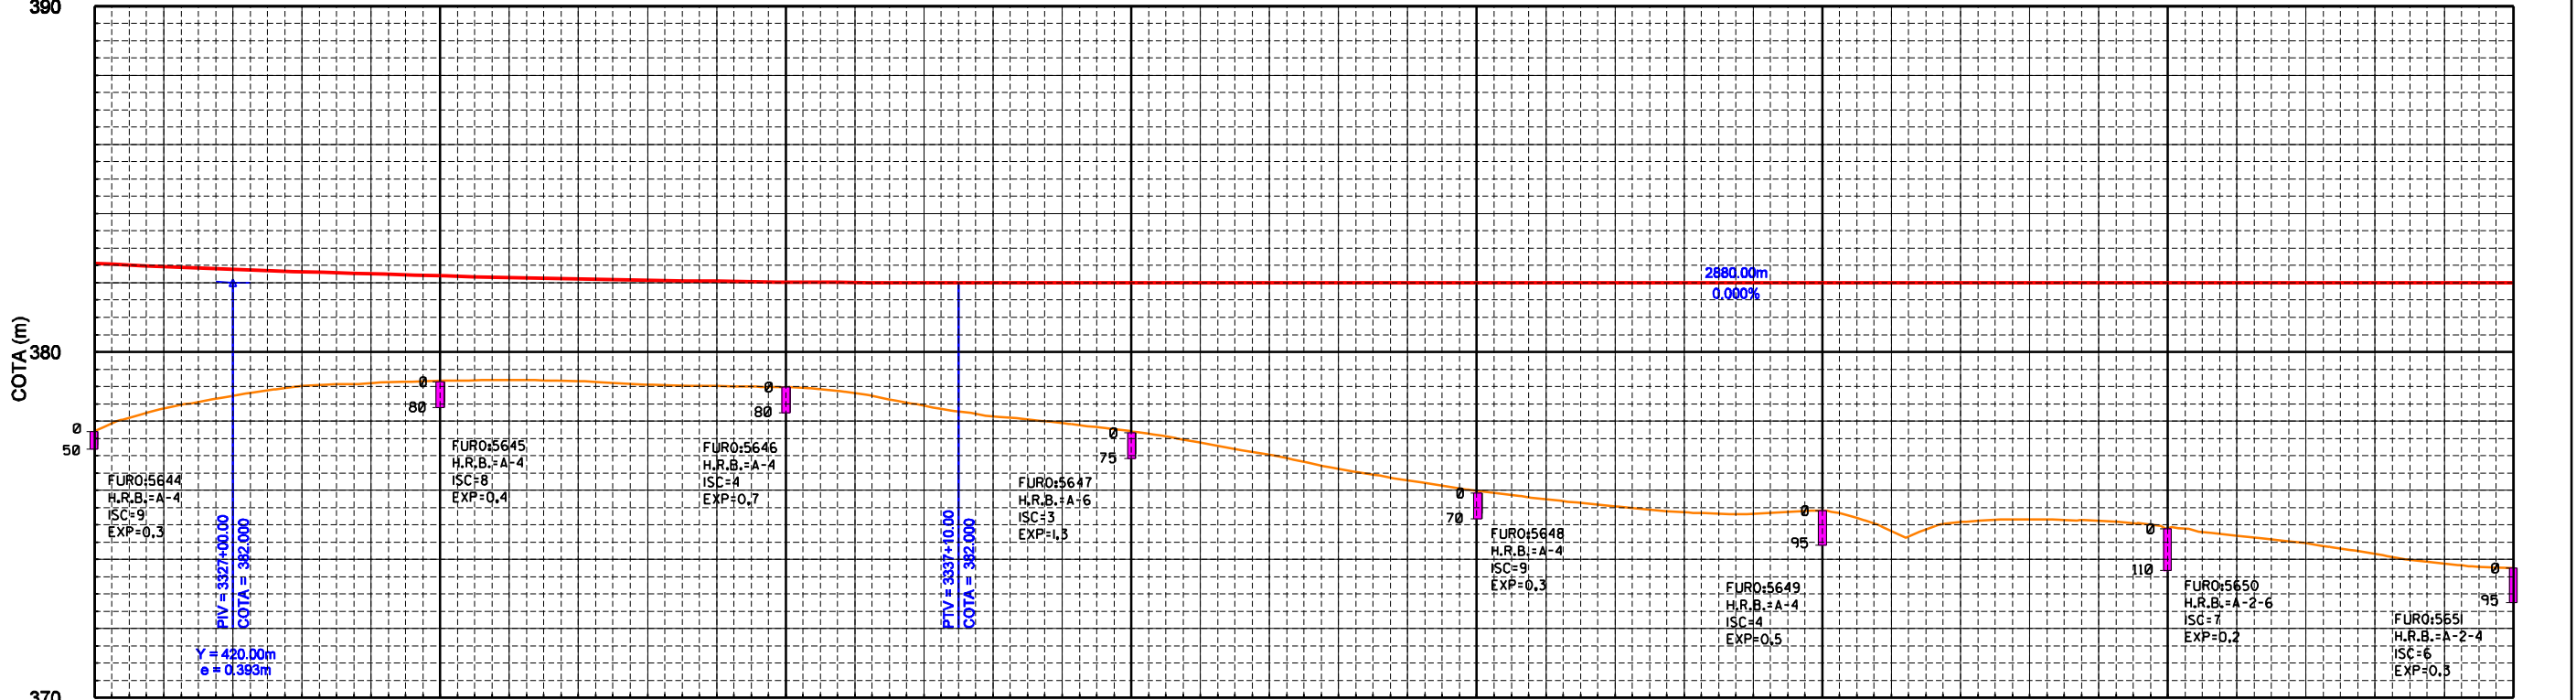 390
COTA (m)
380
370
2880.00m
0.000%
0
50
0
80
0
80
0
75
0
70
0
95
0
110
0
95
FURO:5644
H.R.B.=A-4
ISC=9
EXP=0.3
PIV = 3327+00.00
COTA = 382.000
Y = 420.00m
e = 0.393m
FURO:5645
H.R.B.=A-4
ISC=8
EXP=0.4
FURO:5646
H.R.B.=A-4
ISC=4
EXP=0.7
PTV = 3337+10.00
COTA = 382.000
FURO:5647
H.R.B.=A-6
ISC=3
EXP=1.3
FURO:5648
H.R.B.=A-4
ISC=9
EXP=0.3
FURO:5649
H.R.B.=A-4
ISC=4
EXP=0.5
FURO:5650
H.R.B.=A-2-6
ISC=7
EXP=0.2
FURO:5651
H.R.B.=A-2-4
ISC=6
EXP=0.3